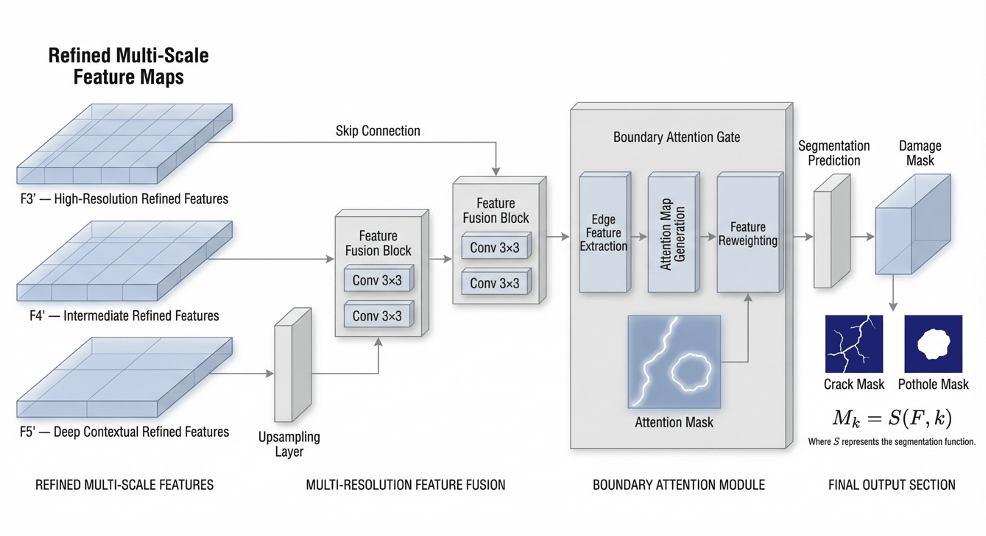 Refined Multi-Scale
Feature Maps
F3' — High-Resolution Refined Features
F4' — Intermediate Refined Features
F5' — Deep Contextual Refined Features
Skip Connection
Upsampling
Layer
Feature
Fusion Block
Conv 3×3
Conv 3×3
Feature
Fusion Block
Conv 3×3
Conv 3×3
Boundary Attention Gate
Edge
Feature
Extraction
Attention Map
Generation
Feature
Reweighting
Attention Mask
Segmentation
Prediction
Damage
Mask
Crack Mask
Pothole Mask
M_k = S(F, k)
Where S represents the segmentation function.
REFINED MULTI-SCALE FEATURES
MULTI-RESOLUTION FEATURE FUSION
BOUNDARY ATTENTION MODULE
FINAL OUTPUT SECTION